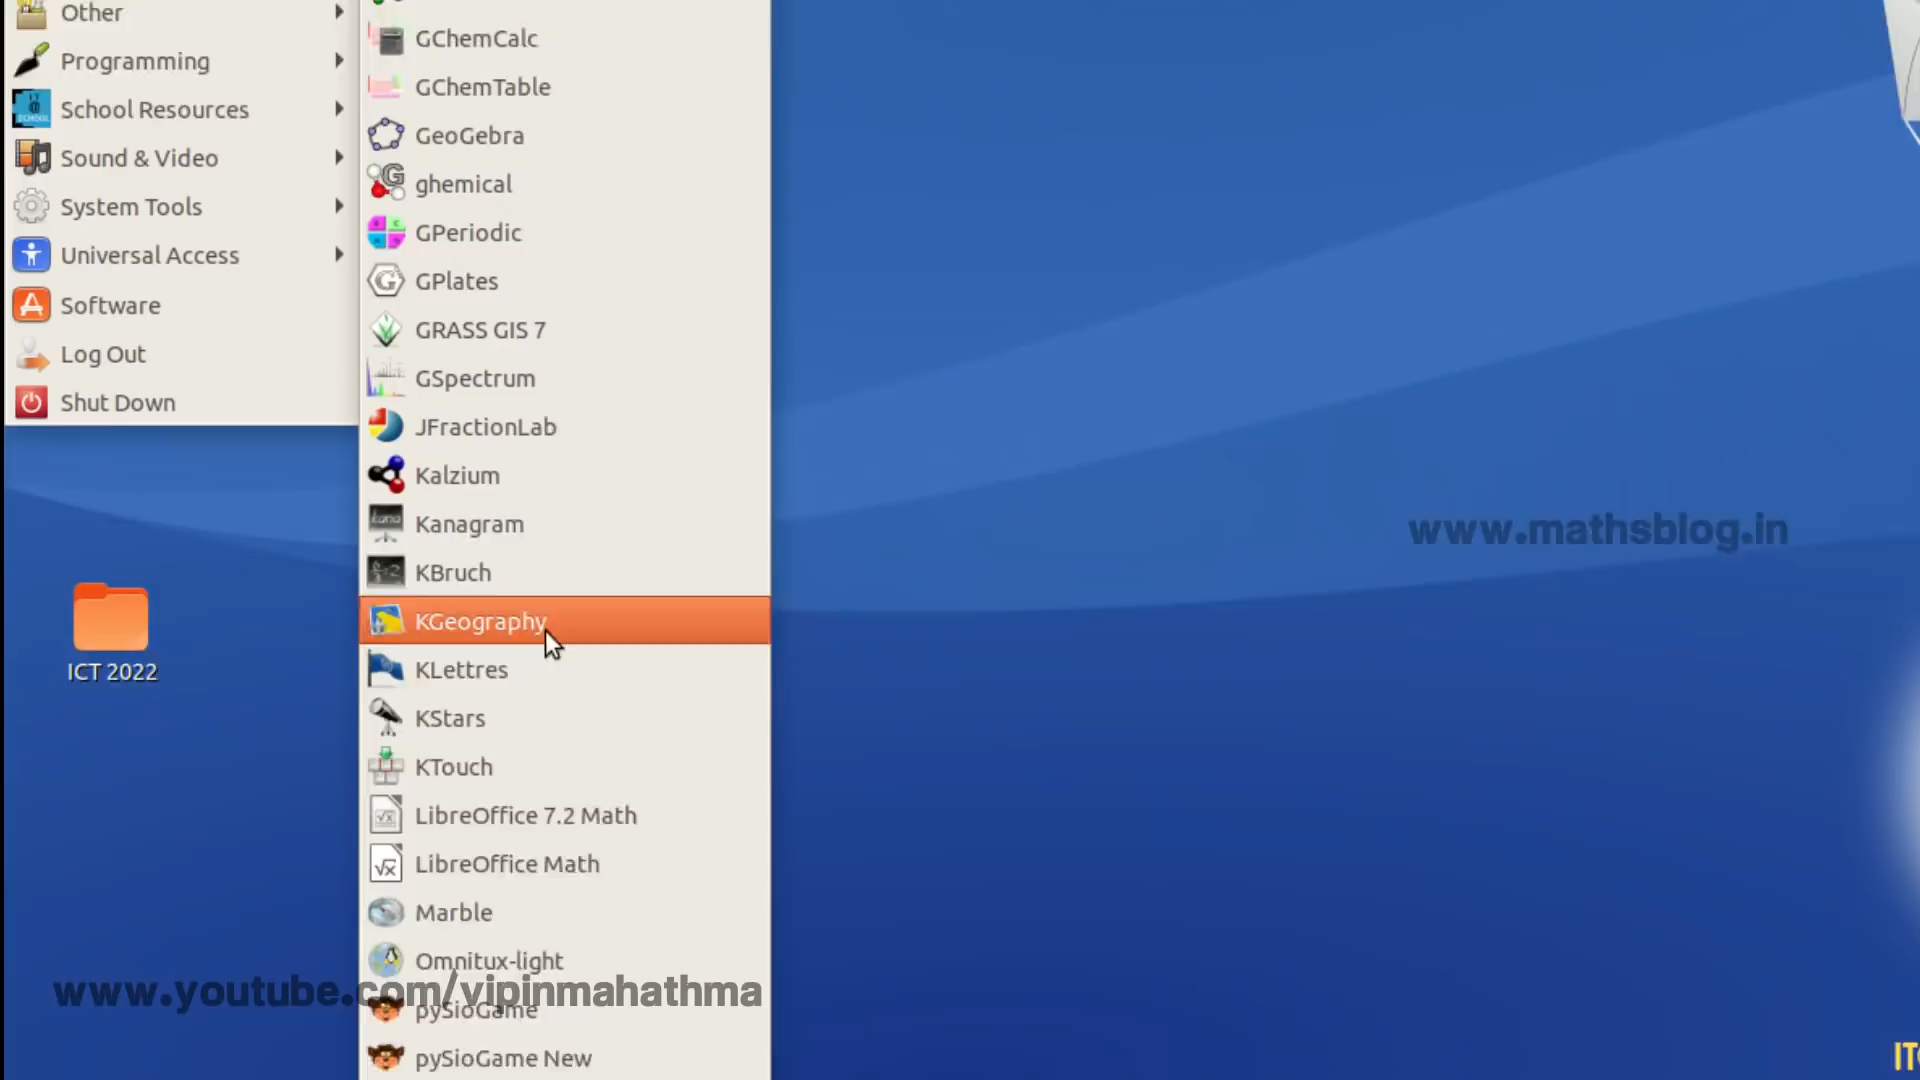 Other
Programming
School Resources
Sound & Video
System Tools
Universal Access
Software
Log Out
Shut Down
GChemCalc
GChemTable
GeoGebra
ghemical
GPeriodic
GPlates
GRASS GIS 7
GSpectrum
JFractionLab
Kalzium
Kanagram
KBruch
KGeography
KLettres
KStars
KTouch
LibreOffice 7.2 Math
LibreOffice Math
Marble
Omnitux-light
pySioGame
pySioGame New
ICT 2022
www.mathsblog.in
www.youtube.com/vipinmahathma